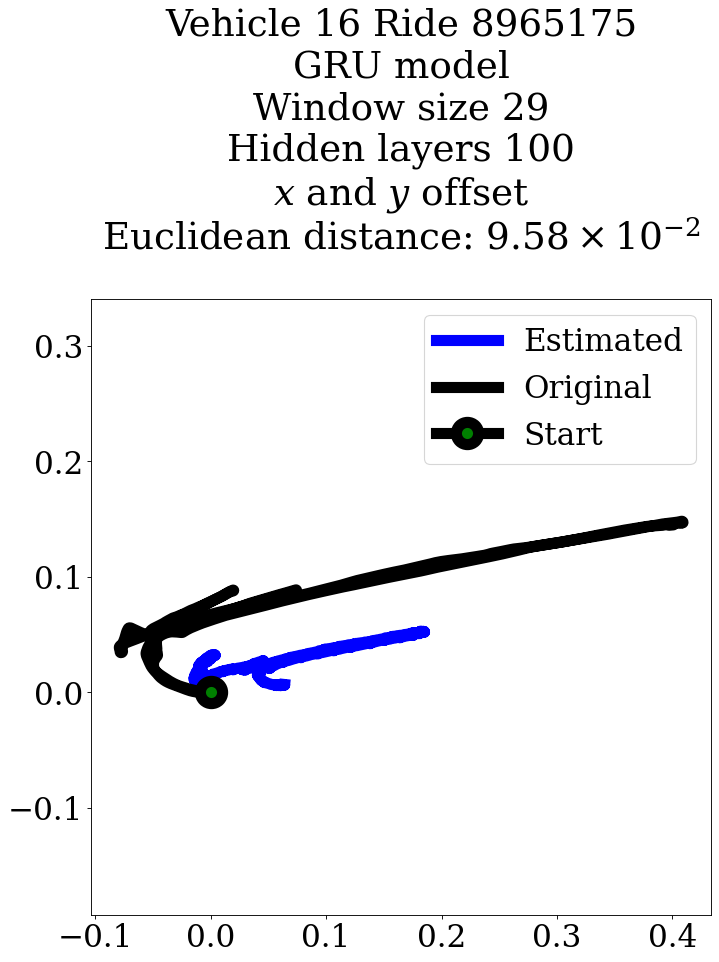 Vehicle 16 Ride 8965175
GRU model
Window size 29
Hidden layers 100
x and y offset
Euclidean distance: 9.58 × 10⁻²
Estimated
Original
Start
0.3
0.2
0.1
0.0
−0.1
−0.1 0.0 0.1 0.2 0.3 0.4